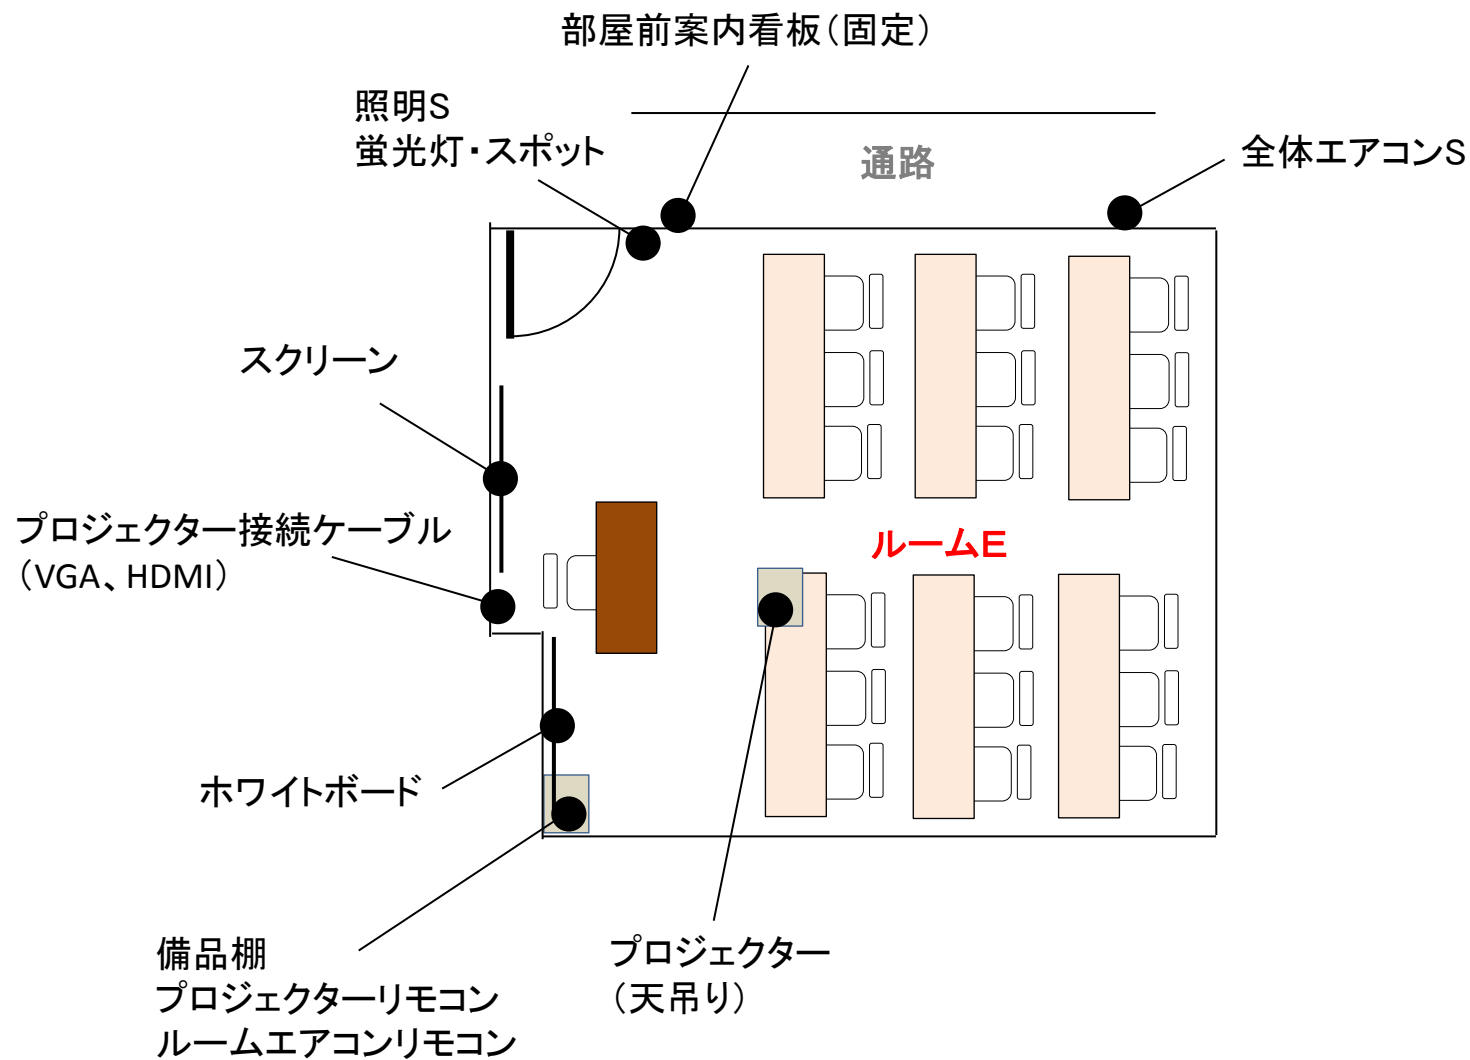 部屋前案内看板（固定）
照明S
蛍光灯・スポット
通路
全体エアコンS
スクリーン
プロジェクター接続ケーブル
（VGA、HDMI）
ルームE
ホワイトボード
備品棚
プロジェクターリモコン
ルームエアコンリモコン
プロジェクター
（天吊り）